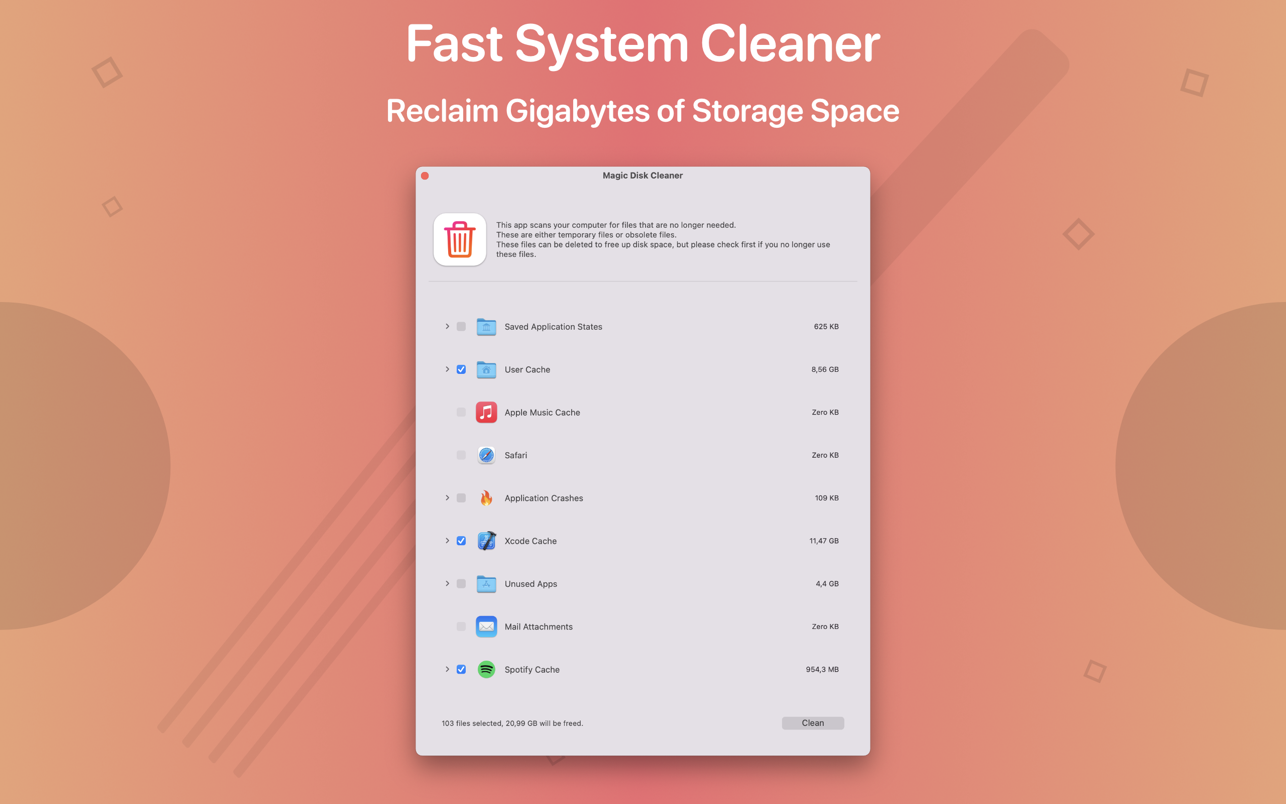 Fast System Cleaner
Reclaim Gigabytes of Storage Space
Magic Disk Cleaner
This app scans your computer for files that are no longer needed.
These are either temporary files or obsolete files.
These files can be deleted to free up disk space, but please check first if you no longer use
these files.
Saved Application States 625 KB
User Cache 8,56 GB
Apple Music Cache Zero KB
Safari Zero KB
Application Crashes 109 KB
Xcode Cache 11,47 GB
Unused Apps 4,4 GB
Mail Attachments Zero KB
Spotify Cache 954,3 MB
103 files selected, 20,99 GB will be freed. Clean